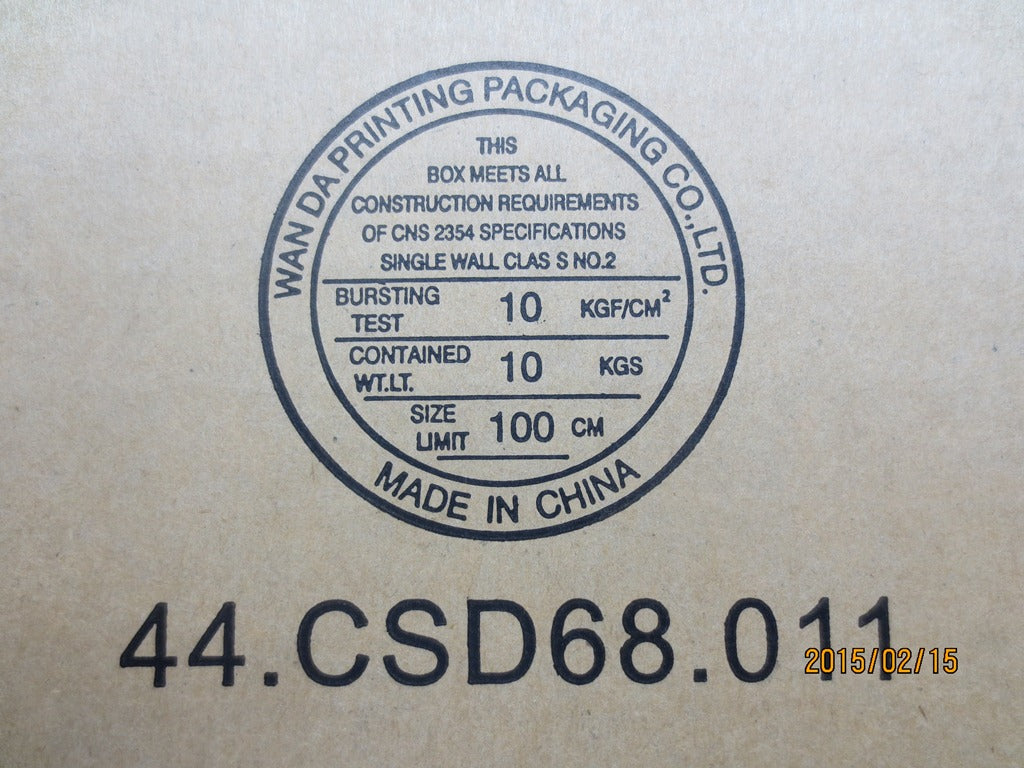 WAN DA PRINTING PACKAGING CO.,LTD.
THIS
BOX MEETS ALL
CONSTRUCTION REQUIREMENTS
OF CNS 2354 SPECIFICATIONS
SINGLE WALL CLAS S NO.2
BURSTING TEST 10 KGF/CM²
CONTAINED WT.LT. 10 KGS
SIZE LIMIT 100 CM
MADE IN CHINA
44.CSD68.011
2015/02/15